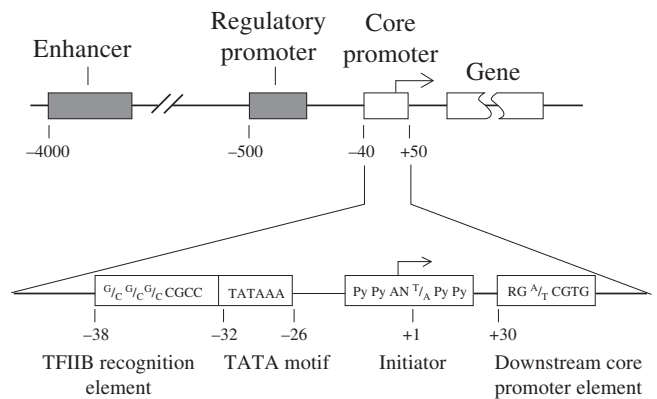 Enhancer
Regulatory
promoter
Core
promoter
Gene
–4000
–500
–40
+50
G/C G/C G/C CGCC
TATAAA
Py Py AN T/A Py Py
RG A/T CGTG
–38
–32
–26
+1
+30
TFIIB recognition
element
TATA motif
Initiator
Downstream core
promoter element